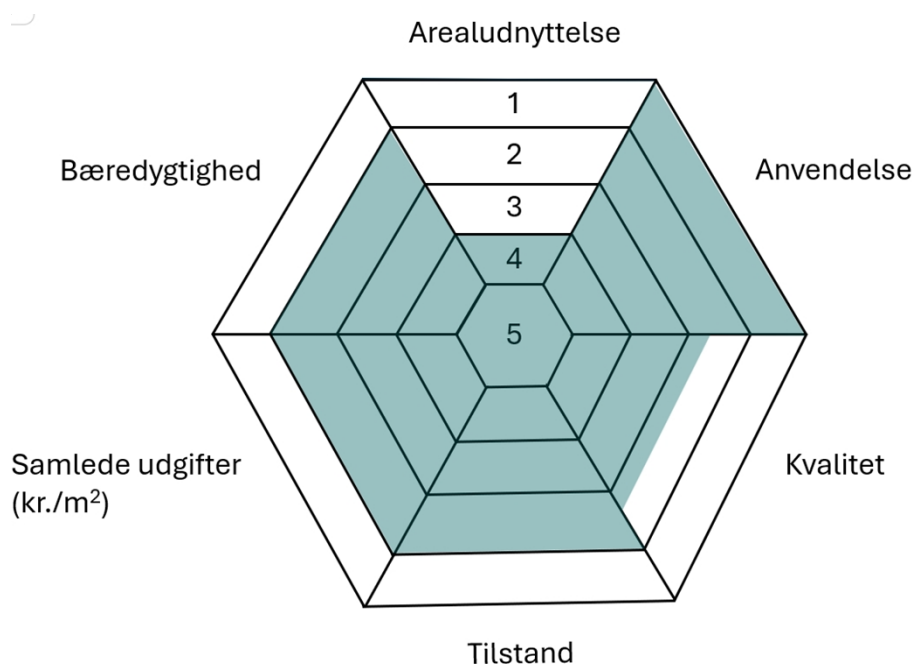 Arealudnyttelse
1
2
3
4
5
Bæredygtighed
Anvendelse
Samlede udgifter
(kr./m²)
Kvalitet
Tilstand